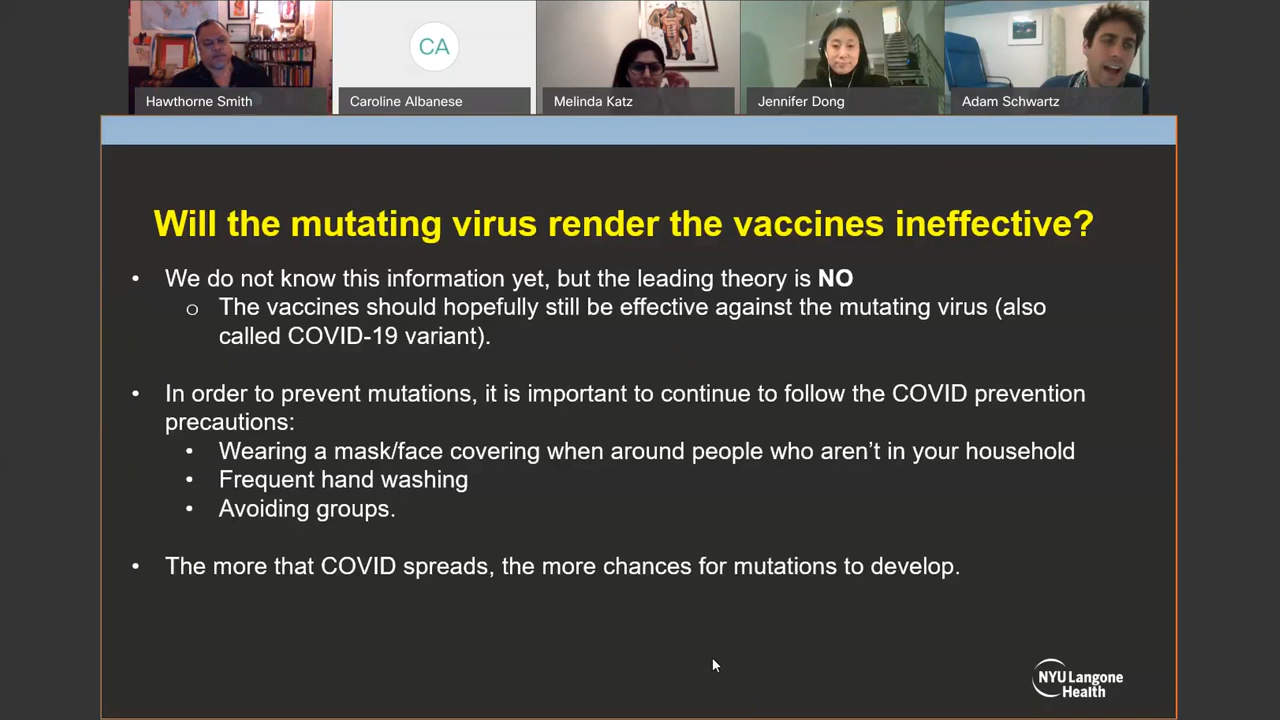 CA
Hawthorne Smith
Caroline Albanese
Melinda Katz
Jennifer Dong
Adam Schwartz
Will the mutating virus render the vaccines ineffective?
• We do not know this information yet, but the leading theory is NO
o The vaccines should hopefully still be effective against the mutating virus (also
called COVID-19 variant).
• In order to prevent mutations, it is important to continue to follow the COVID prevention
precautions:
• Wearing a mask/face covering when around people who aren’t in your household
• Frequent hand washing
• Avoiding groups.
• The more that COVID spreads, the more chances for mutations to develop.
NYU Langone
Health